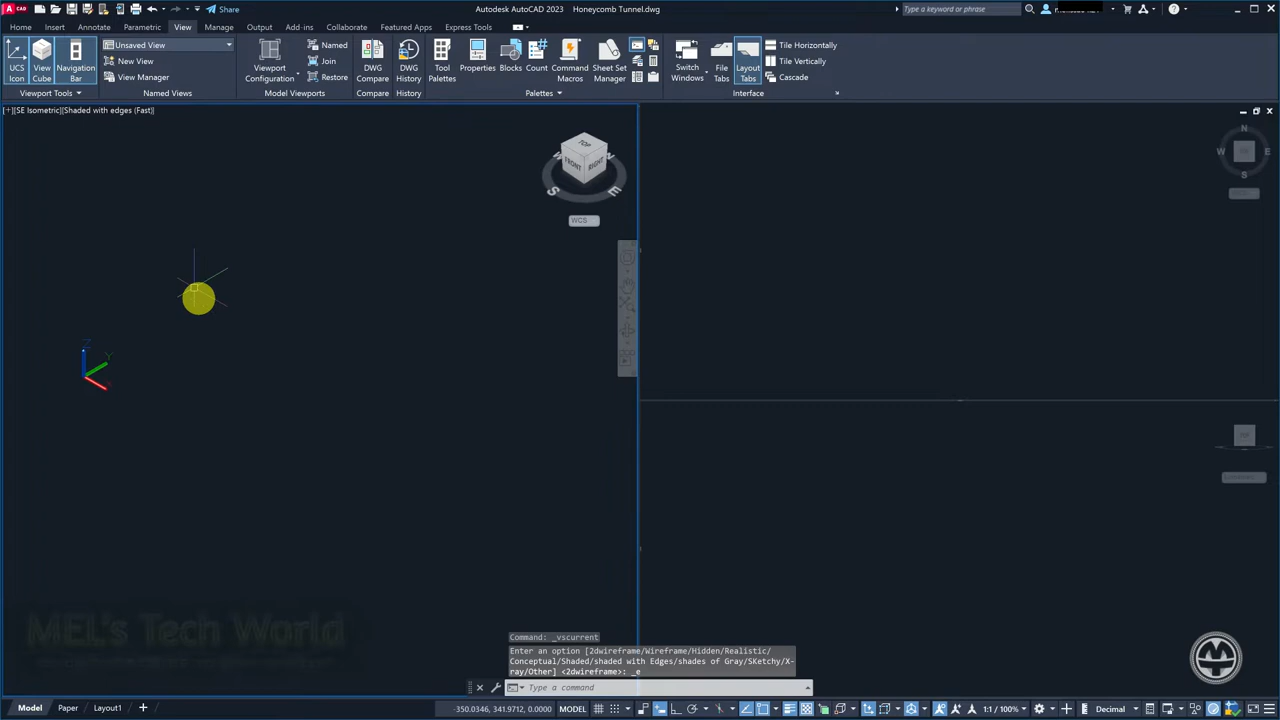 Share
Autodesk AutoCAD 2023 Honeycomb Tunnel.dwg
Type a keyword or phrase
Home Insert Annotate Parametric View Manage Output Add-ins Collaborate Express Tools
UCS Icon
View Cube
Navigation Bar
Viewport Tools
Unsaved View
New View
View Manager
Named Views
Viewport Configuration
Named
Join
Restore
Model Viewports
DWG Compare
Compare
DWG History
History
Tool Palettes
Properties
Blocks
Count
Command Macros
Sheet Set Manager
Palettes
Switch Windows
File Tabs
Layout Tabs
Tile Horizontally
Tile Vertically
Cascade
Interface
[+][SE Isometric][Shaded with edges (Fast)]
TOP
FRONT RIGHT
W N
S E
WCS
N
W E
S
TOP
Z
Y
MEL's Tech World
Command: _vscurrent
Enter an option [2dwireframe/Wireframe/Hidden/Realistic/
Conceptual/Shaded/shaded with Edges/shades of Gray/SKetchy/X-
ray/Other] <2dwireframe>: _e
Type a command
Model Paper Layout1 +
-350.0346, 341.9712, 0.0000 MODEL 1:1 / 100% Decimal